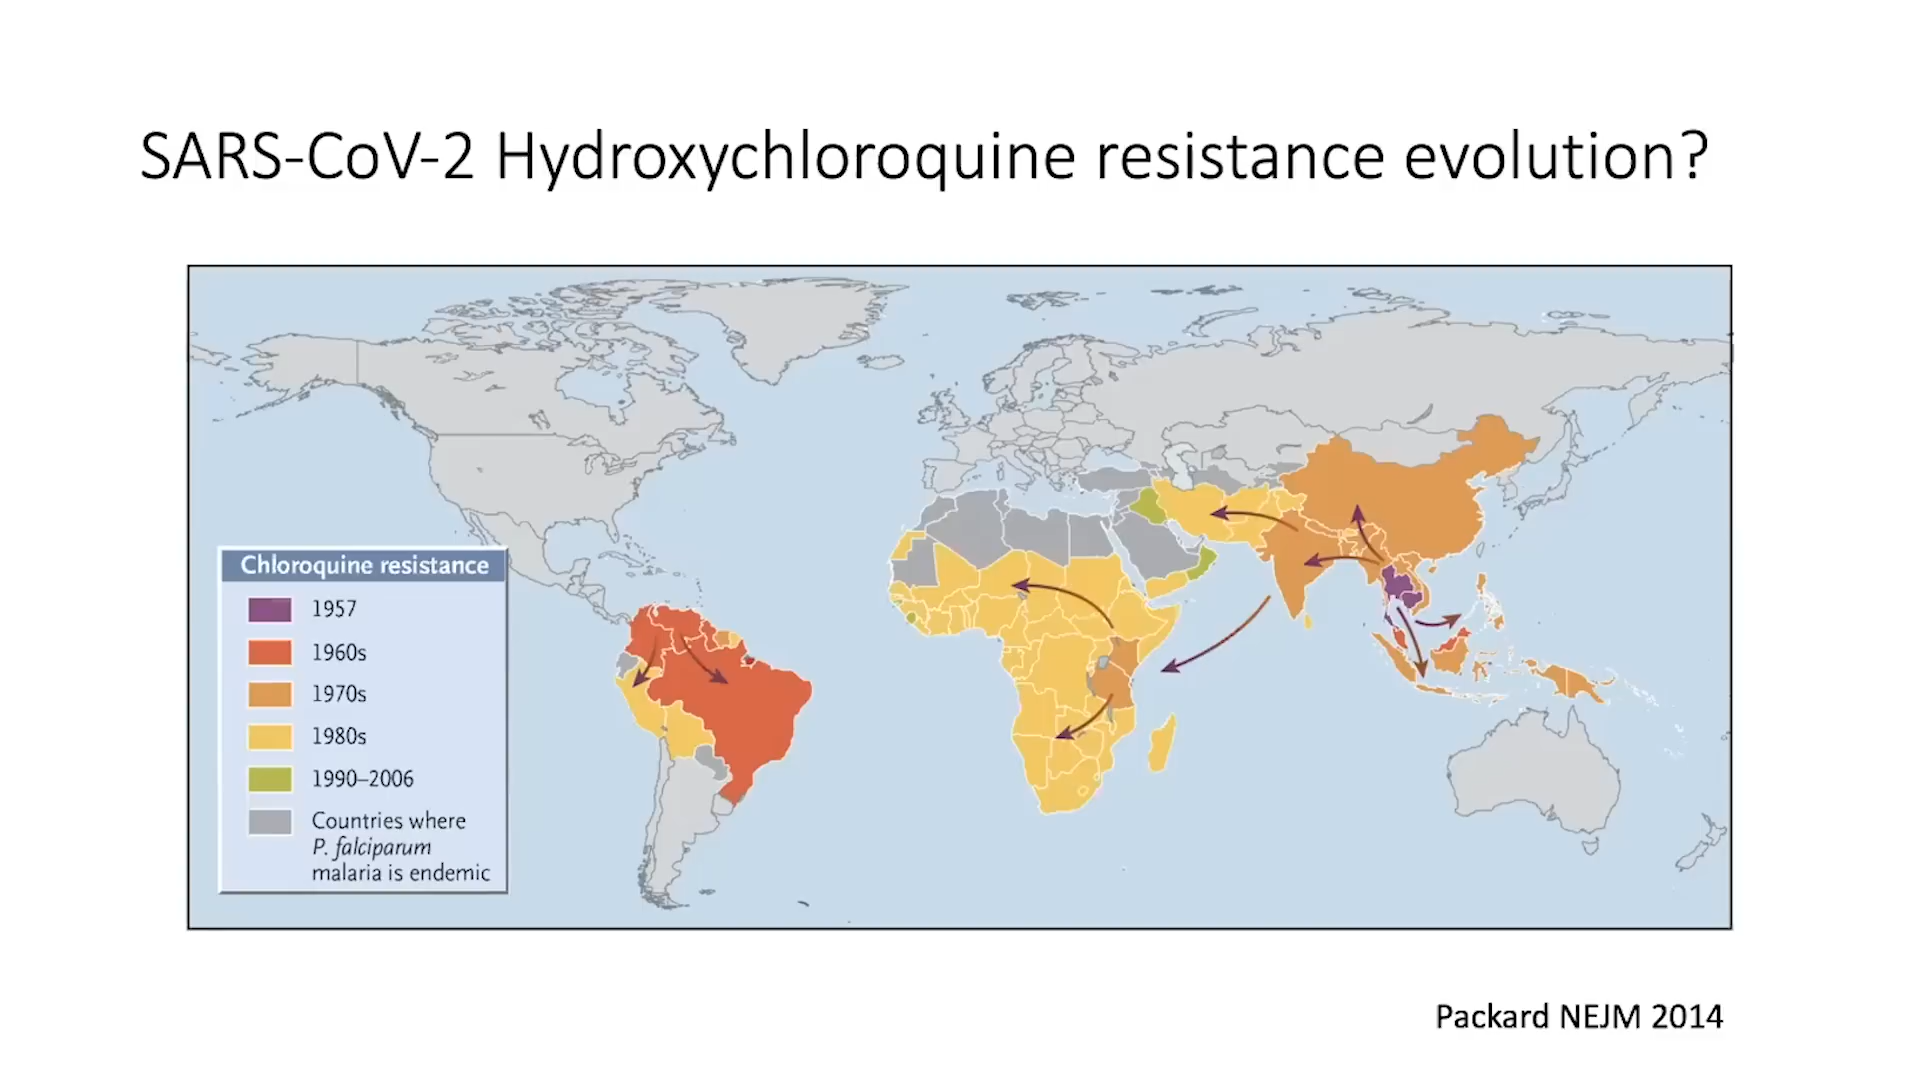 SARS-CoV-2 Hydroxychloroquine resistance evolution?
Chloroquine resistance
1957
1960s
1970s
1980s
1990–2006
Countries where
P. falciparum
malaria is endemic
Packard NEJM 2014